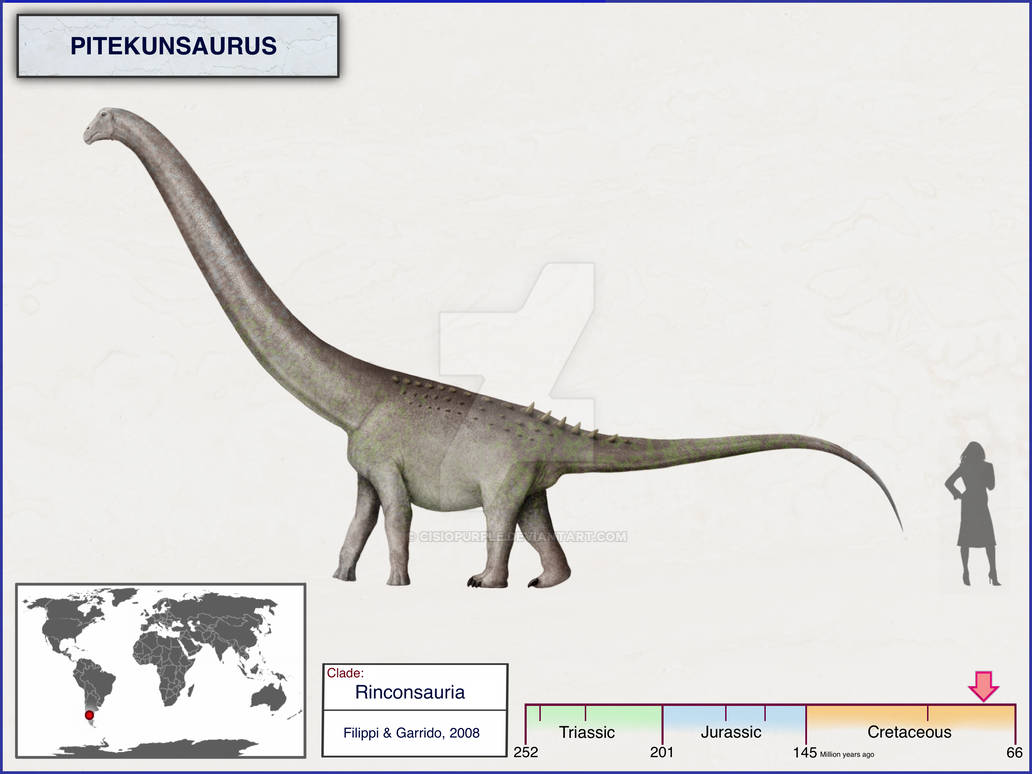 PITEKUNSAURUS
© CISIOPURPLE.DEVIANTART.COM
Clade:
Rinconsauria
Filippi & Garrido, 2008
Triassic Jurassic Cretaceous
252 201 145 Million years ago 66